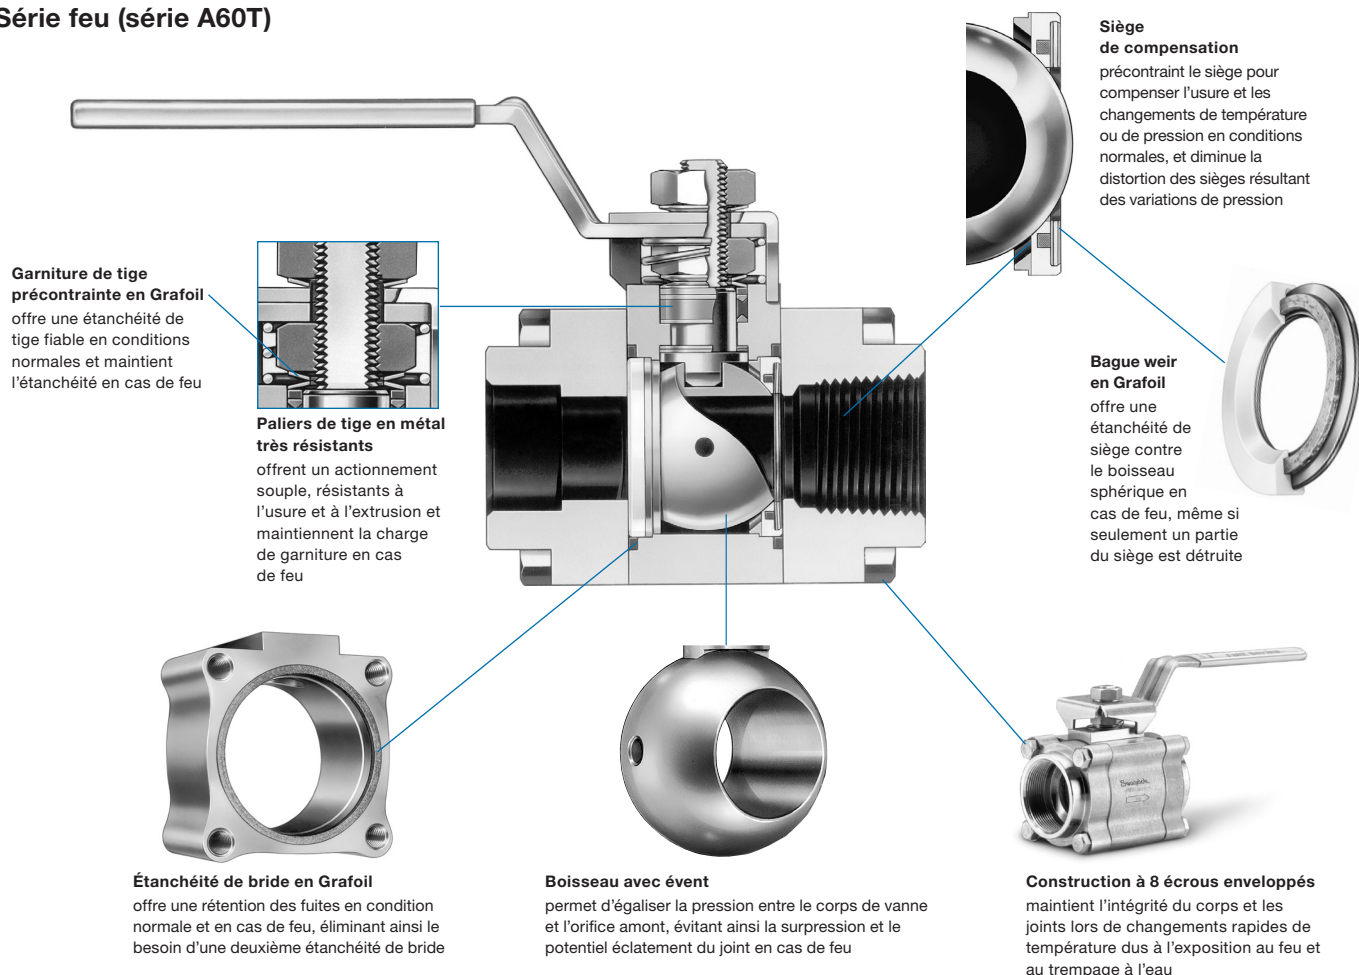 Série feu (série A60T)
Siège
de compensation
précontraint le siège pour
compenser l'usure et les
changements de température
ou de pression en conditions
normales, et diminue la
distortion des sièges résultant
des variations de pression
Garniture de tige
précontrainte en Grafoil
offre une étanchéité de
tige fiable en conditions
normales et maintient
l'étanchéité en cas de feu
Paliers de tige en métal
très résistants
offrent un actionnement
souple, résistants à
l'usure et à l'extrusion et
maintiennent la charge
de garniture en cas
de feu
Bague weir
en Grafoil
offre une
étanchéité de
siège contre
le boisseau
sphérique en
cas de feu, même si
seulement un partie
du siège est détruite
Étanchéité de bride en Grafoil
offre une rétention des fuites en condition
normale et en cas de feu, éliminant ainsi le
besoin d'une deuxième étanchéité de bride
Boisseau avec évent
permet d'égaliser la pression entre le corps de vanne
et l'orifice amont, évitant ainsi la surpression et le
potentiel éclatement du joint en cas de feu
Swagelok
Construction à 8 écrous enveloppés
maintient l'intégrité du corps et les
joints lors de changements rapides de
température dus à l'exposition au feu et
au trempage à l'eau